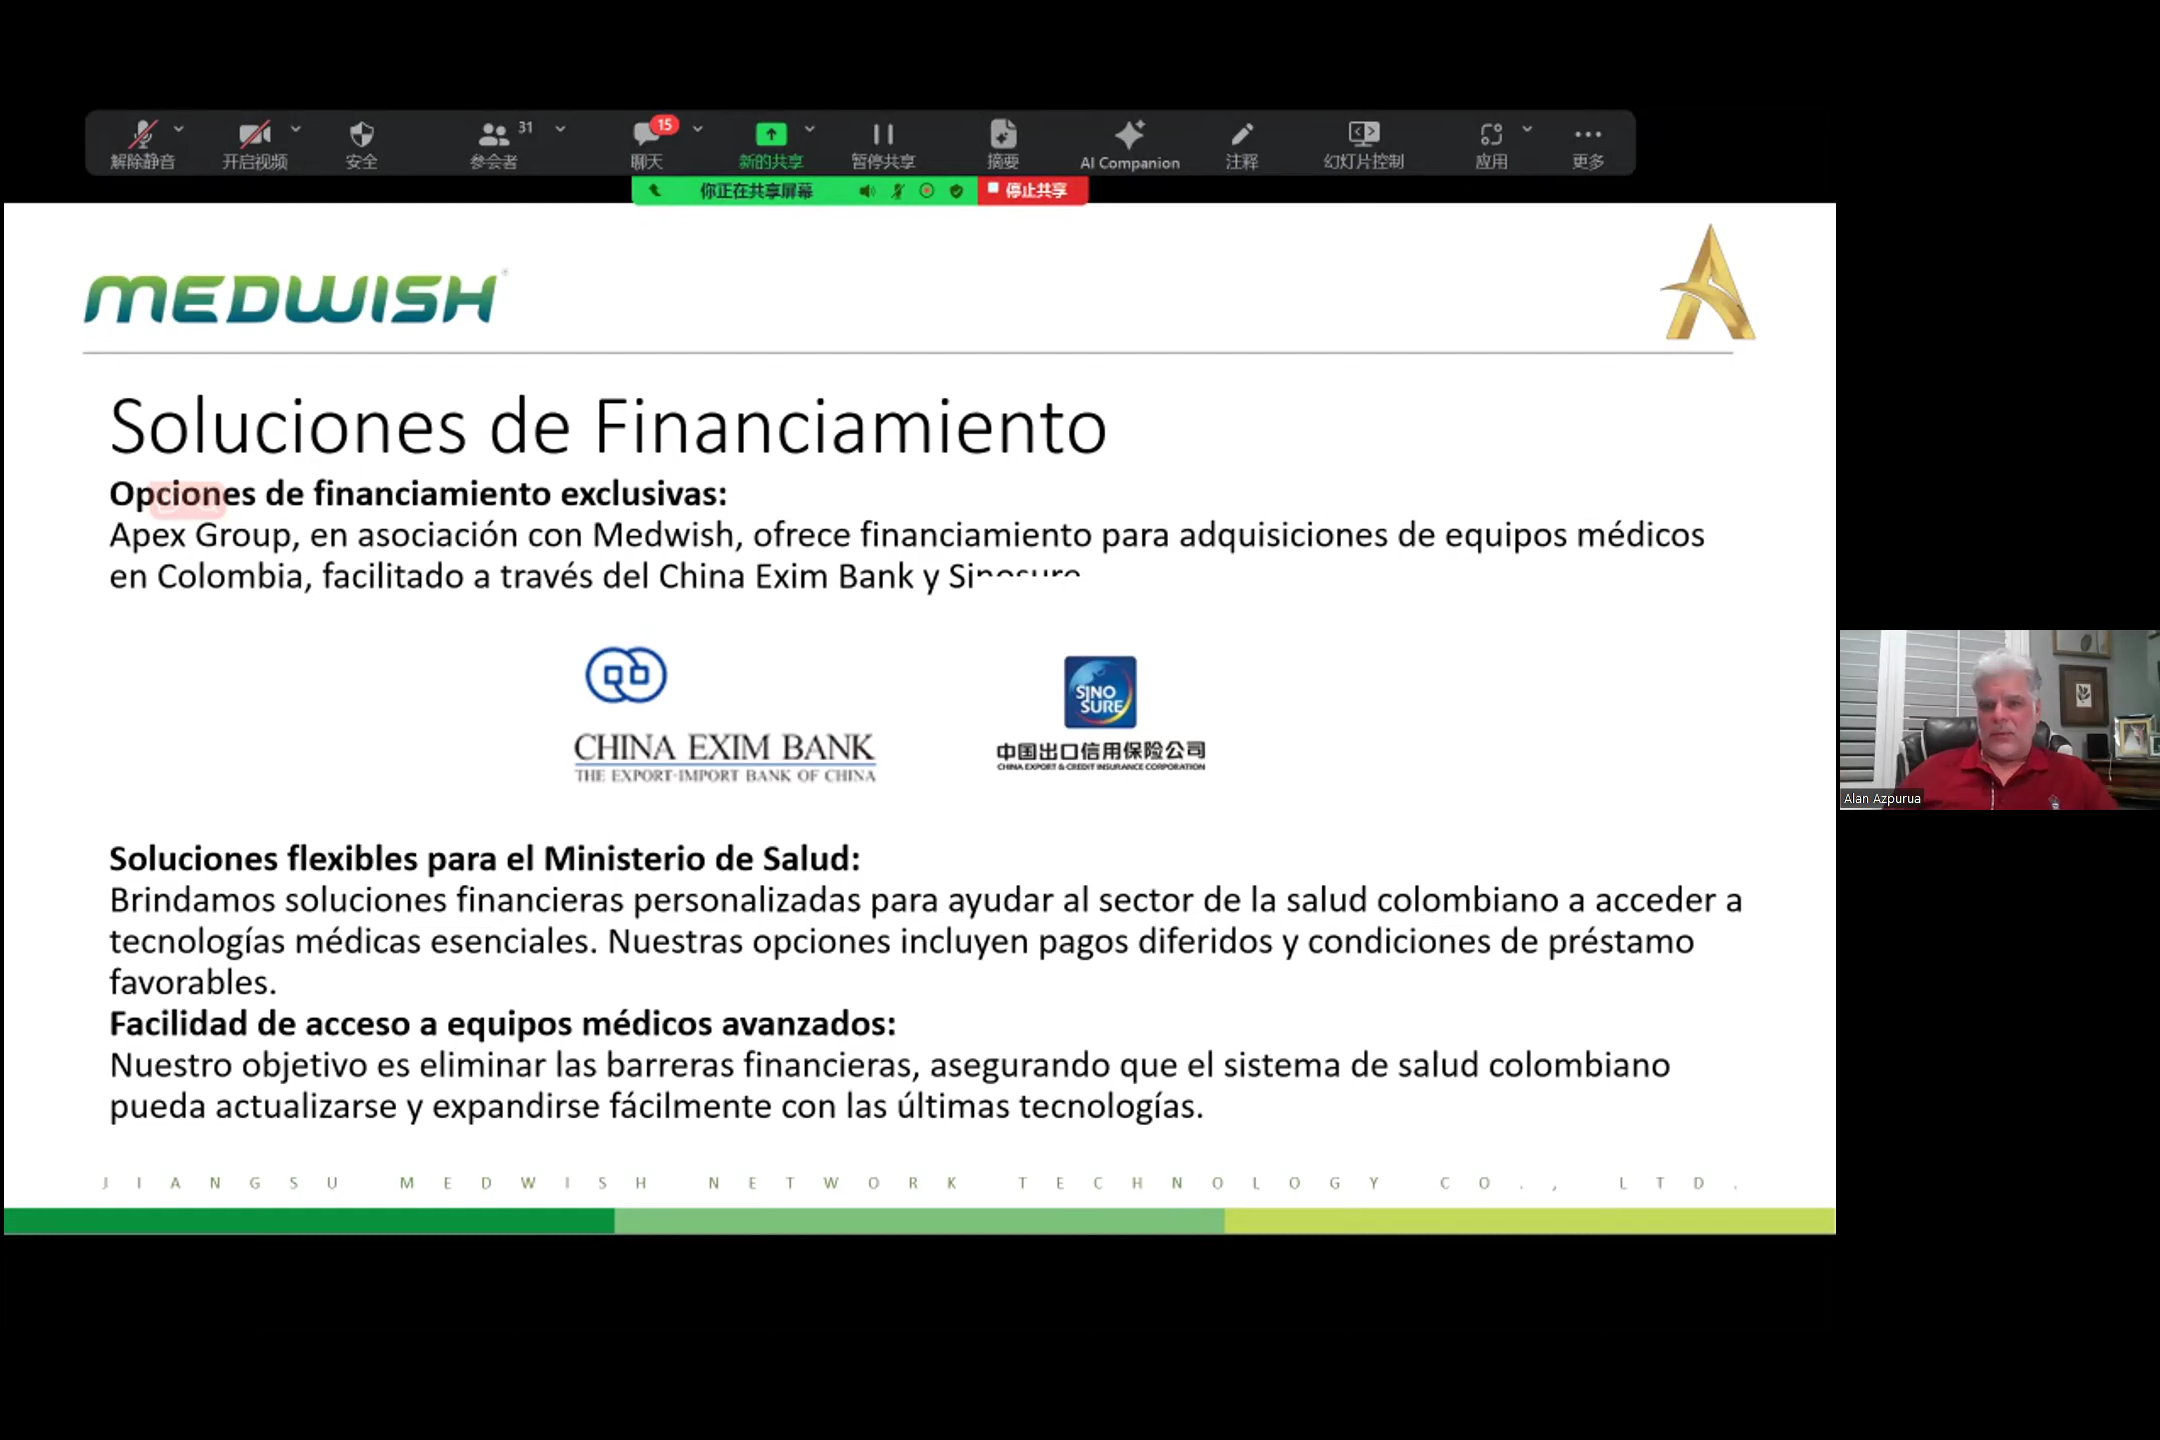 解除静音
开启视频
安全
31
参会者
15
聊天
新的共享
暂停共享
摘要
AI Companion
注释
幻灯片控制
应用
更多
你正在共享屏幕
停止共享
MEDWISH
Soluciones de Financiamiento
Opciones de financiamiento exclusivas:
Apex Group, en asociación con Medwish, ofrece financiamiento para adquisiciones de equipos médicos
en Colombia, facilitado a través del China Exim Bank y Sinosure
CHINA EXIM BANK
THE EXPORT-IMPORT BANK OF CHINA
SINO
SURE
中国出口信用保险公司
CHINA EXPORT & CREDIT INSURANCE CORPORATION
Alan Azpurua
Soluciones flexibles para el Ministerio de Salud:
Brindamos soluciones financieras personalizadas para ayudar al sector de la salud colombiano a acceder a
tecnologías médicas esenciales. Nuestras opciones incluyen pagos diferidos y condiciones de préstamo
favorables.
Facilidad de acceso a equipos médicos avanzados:
Nuestro objetivo es eliminar las barreras financieras, asegurando que el sistema de salud colombiano
pueda actualizarse y expandirse fácilmente con las últimas tecnologías.
JIANGSU MEDWISH NETWORK TECHNOLOGY CO., LTD.